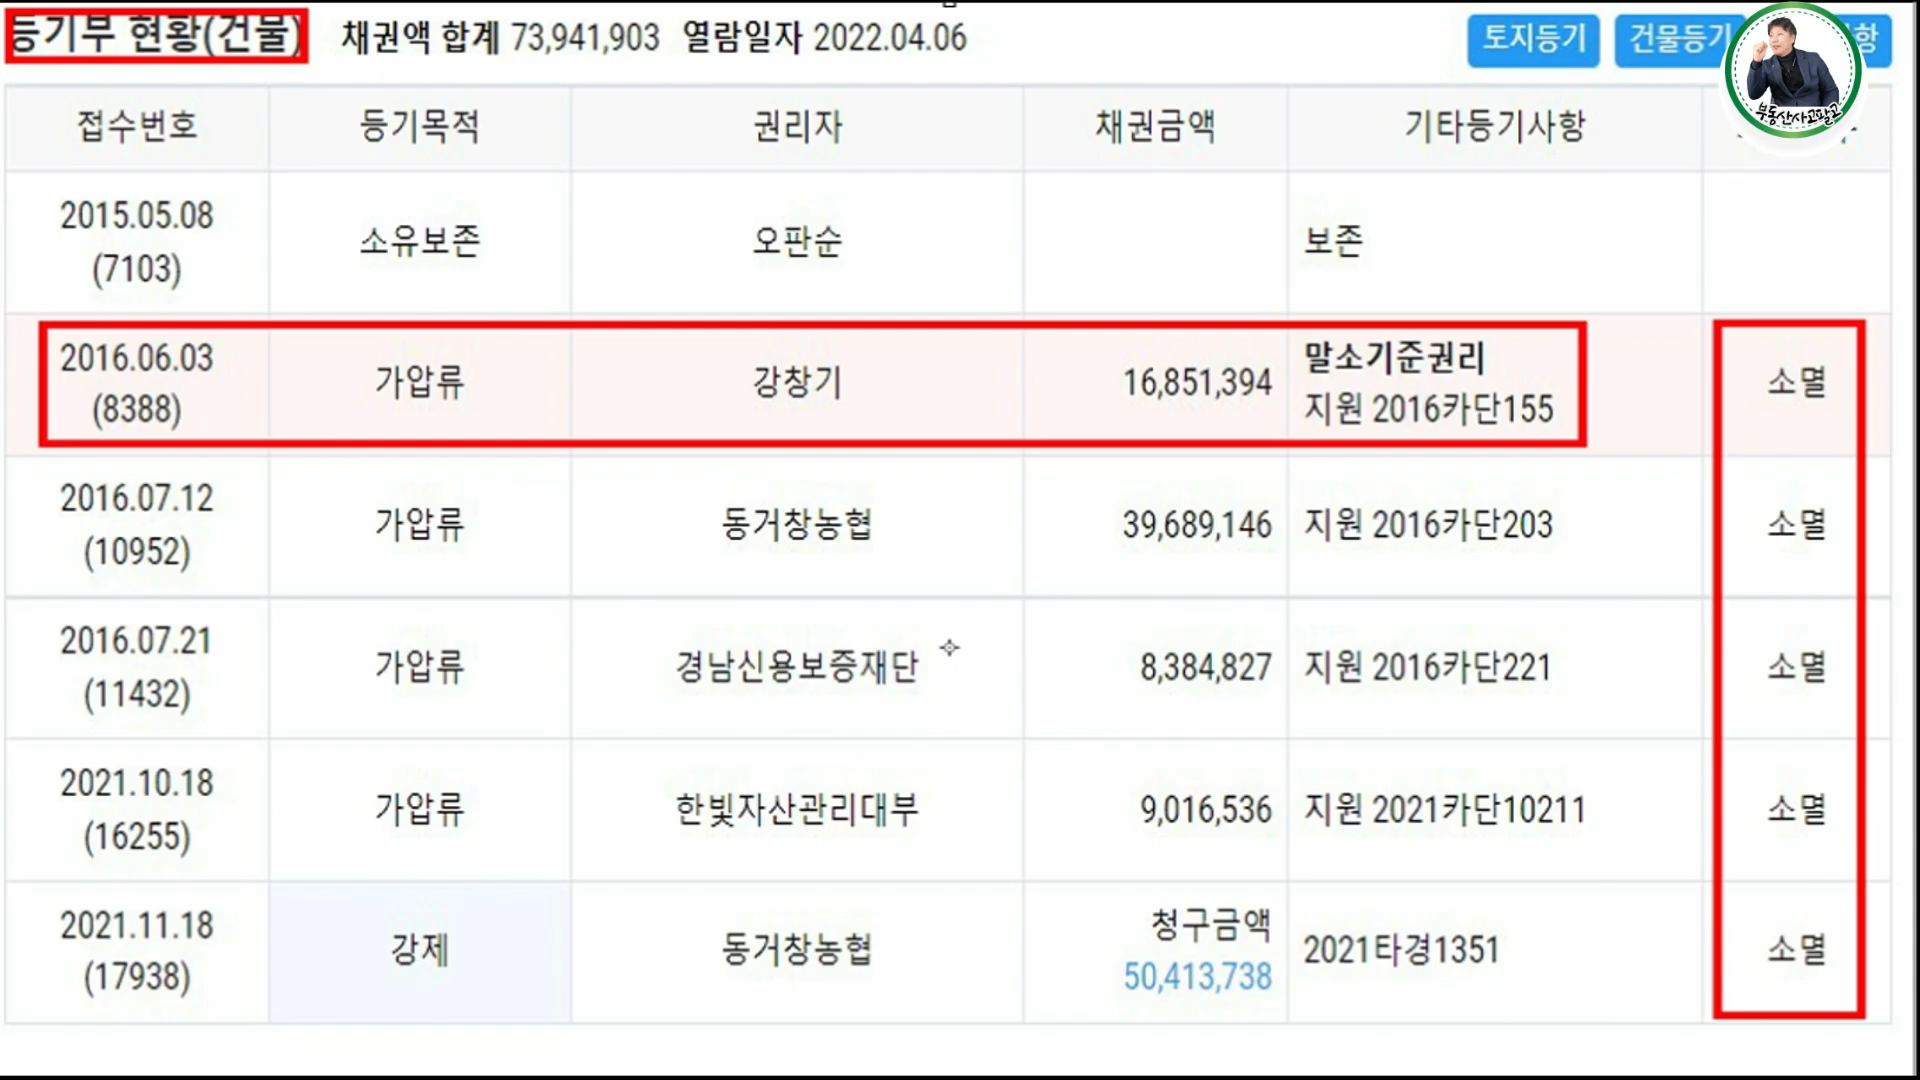 등기부 현황(건물) 채권액 합계 73,941,903 열람일자 2022.04.06 토지등기 건물등기 항
부동산사고팔고
접수번호 등기목적 권리자 채권금액 기타등기사항
2015.05.08
(7103) 소유보존 오판순 보존
2016.06.03
(8388) 가압류 강창기 16,851,394 말소기준권리
지원 2016카단155 소멸
2016.07.12
(10952) 가압류 동거창농협 39,689,146 지원 2016카단203 소멸
2016.07.21
(11432) 가압류 경남신용보증재단 8,384,827 지원 2016카단221 소멸
2021.10.18
(16255) 가압류 한빛자산관리대부 9,016,536 지원 2021카단10211 소멸
2021.11.18
(17938) 강제 동거창농협 청구금액
50,413,738 2021타경1351 소멸